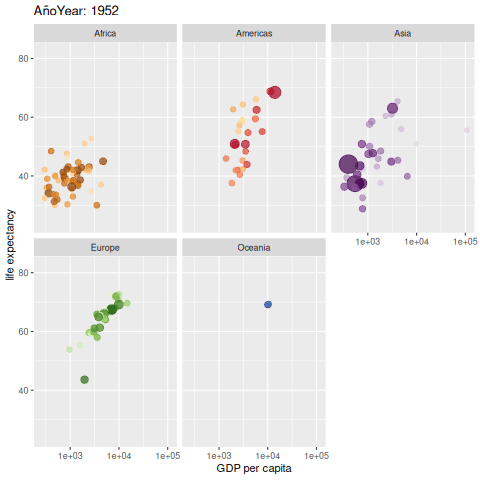 AñoYear: 1952
Africa Americas Asia
80
60
40
1e+03 1e+04 1e+05
life expectancy
Europe Oceania
80
60
40
1e+03 1e+04 1e+05 1e+03 1e+04 1e+05
GDP per capita